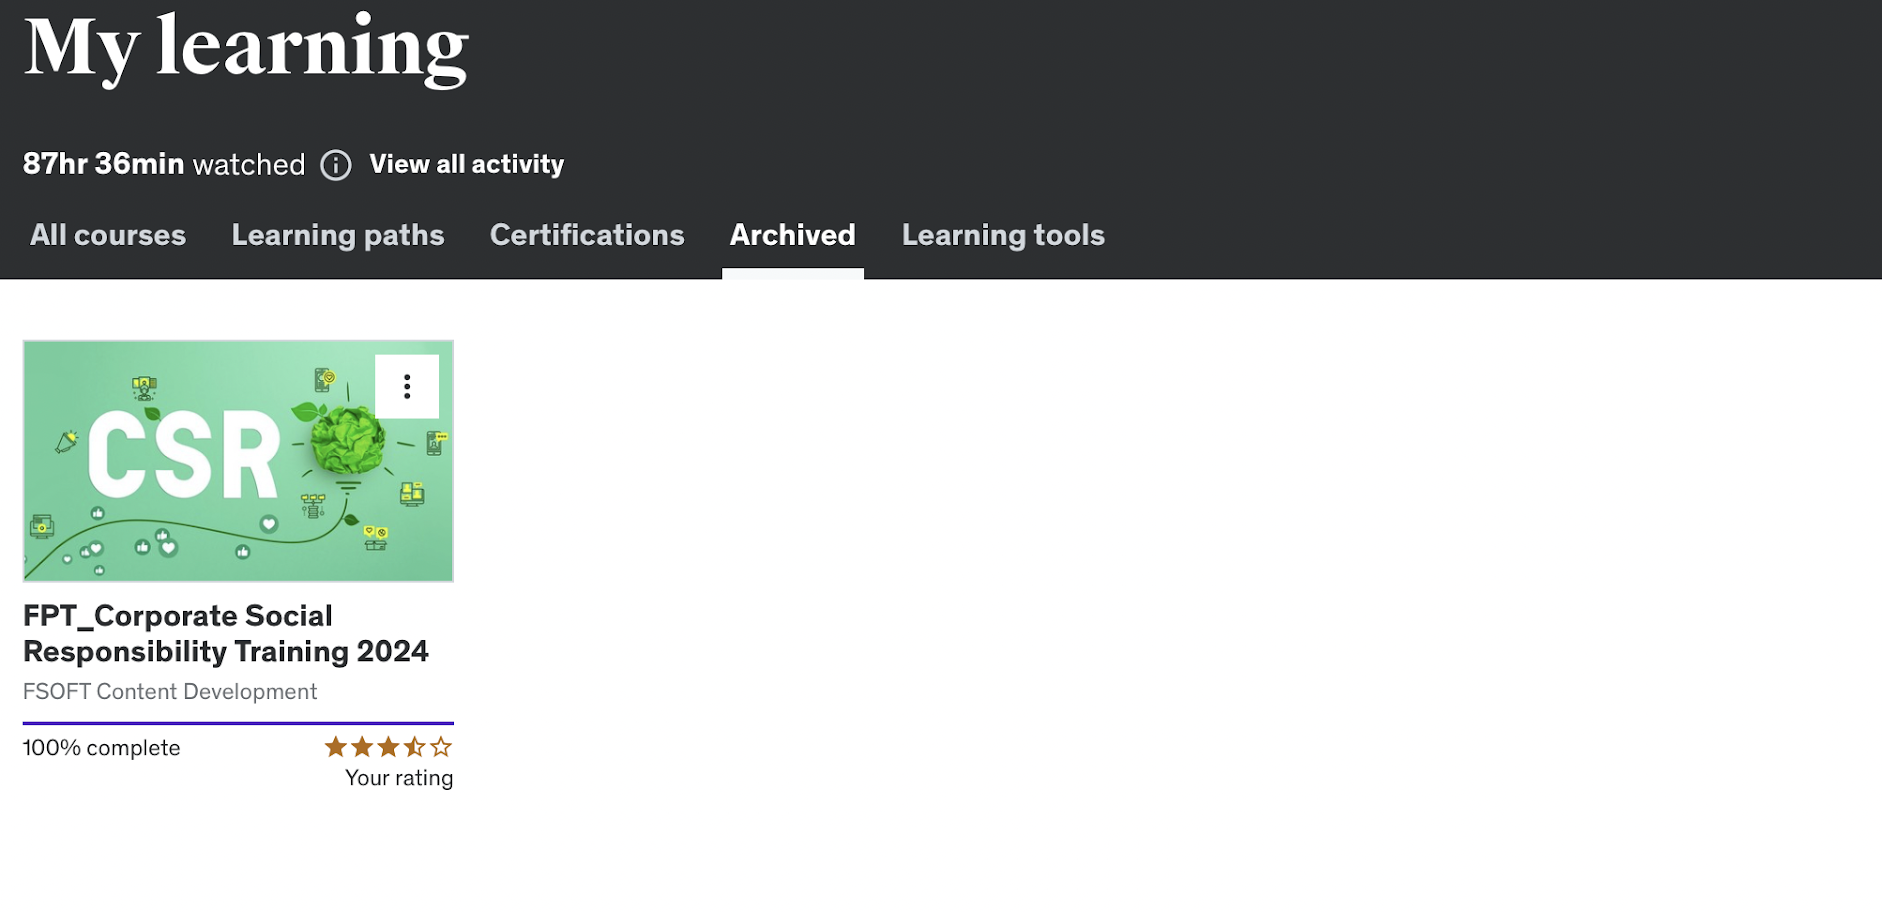 My learning
87hr 36min watched View all activity
All courses Learning paths Certifications Archived Learning tools
CSR
FPT_Corporate Social
Responsibility Training 2024
FSOFT Content Development
100% complete
Your rating